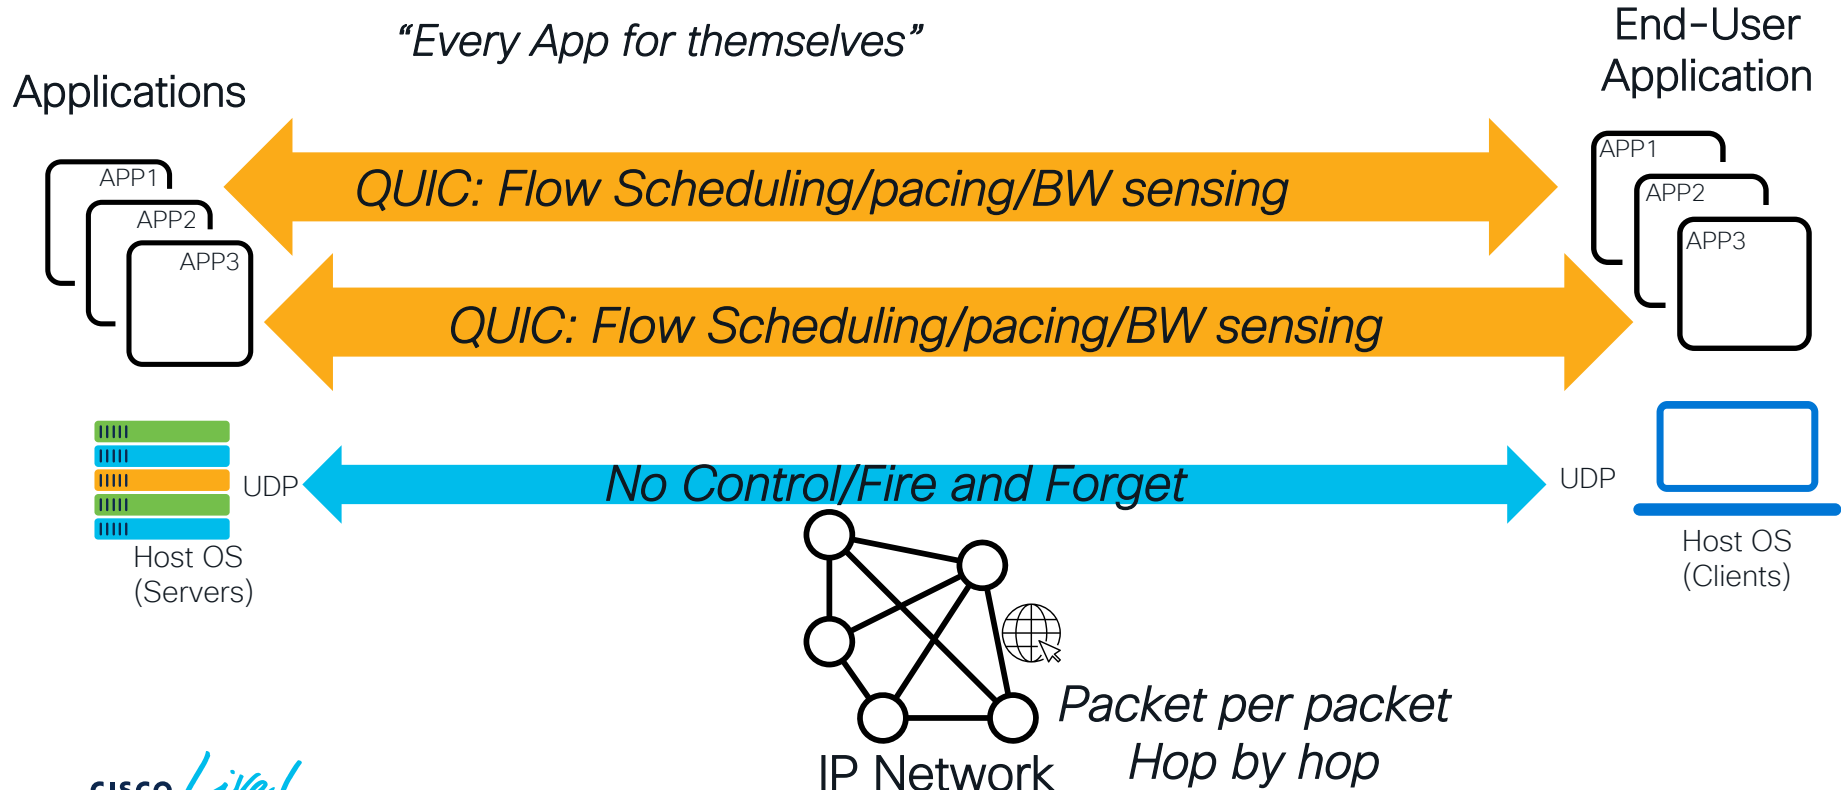 “Every App for themselves”
End-User
Application
Applications
APP1
APP2
APP3
APP1
APP2
APP3
QUIC: Flow Scheduling/pacing/BW sensing
QUIC: Flow Scheduling/pacing/BW sensing
UDP
No Control/Fire and Forget
UDP
Host OS
(Servers)
Host OS
(Clients)
Packet per packet
Hop by hop
IP Network
CISCO Live!